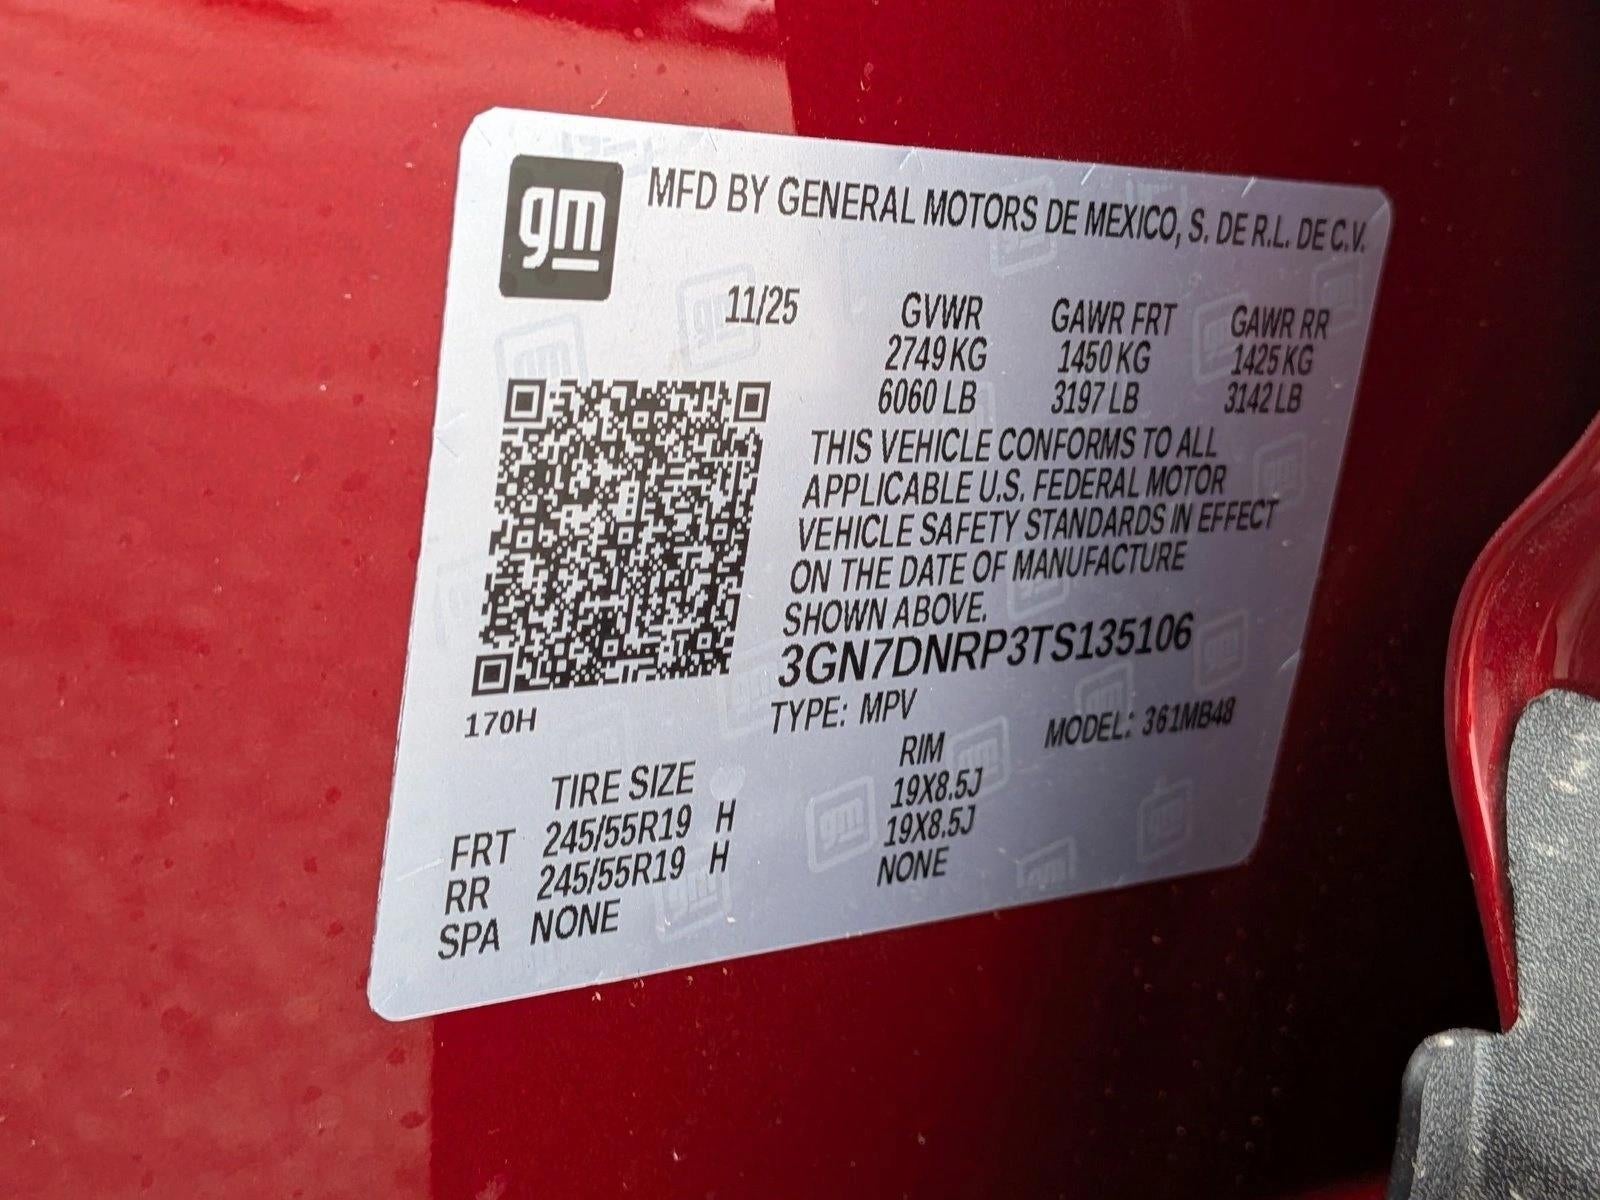 gm
MFD BY GENERAL MOTORS DE MEXICO, S. DE R.L. DE C.V.
11/25 GVWR GAWR FRT GAWR RR
2749 KG 1450 KG 1425 KG
6060 LB 3197 LB 3142 LB
THIS VEHICLE CONFORMS TO ALL
APPLICABLE U.S. FEDERAL MOTOR
VEHICLE SAFETY STANDARDS IN EFFECT
ON THE DATE OF MANUFACTURE
SHOWN ABOVE.
3GN7DNRP3TS135106
170H
TYPE: MPV MODEL: 361MB48
TIRE SIZE RIM
FRT 245/55R19 H 19X8.5J
RR 245/55R19 H 19X8.5J
SPA NONE NONE